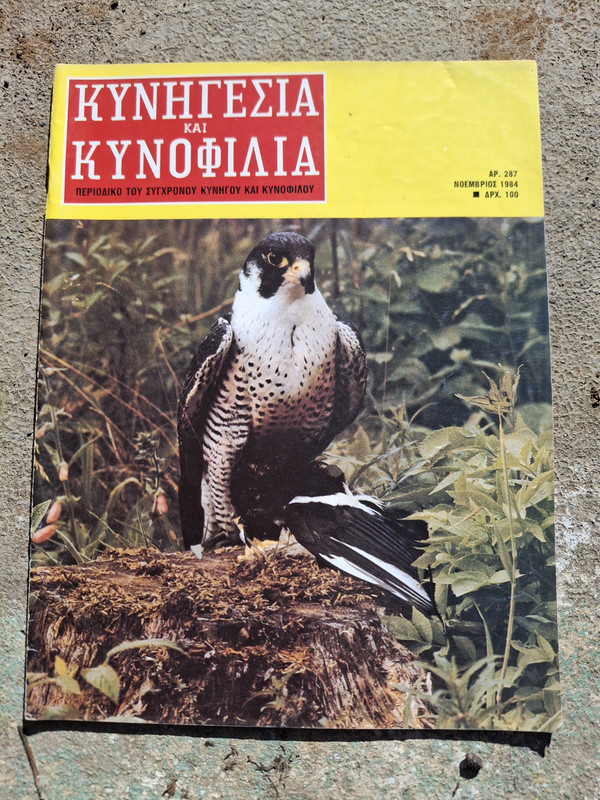 ΚΥΝΗΓΕΣΙΑ
ΚΑΙ
ΚΥΝΟΦΙΛΙΑ
ΠΕΡΙΟΔΙΚΟ ΤΟΥ ΣΥΓΧΡΟΝΟΥ ΚΥΝΗΓΟΥ ΚΑΙ ΚΥΝΟΦΙΛΟΥ
ΑΡ. 287
ΝΟΕΜΒΡΙΟΣ 1984
■ ΔΡΧ. 100